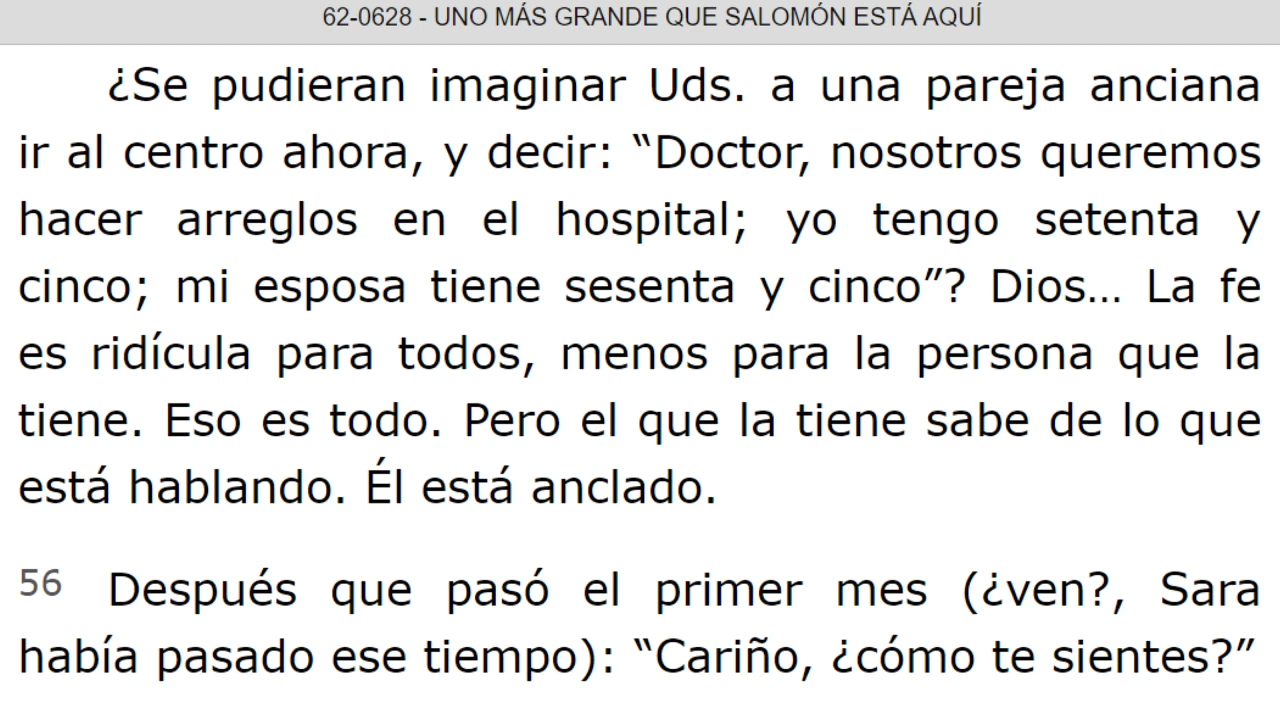 62-0628 - UNO MÁS GRANDE QUE SALOMÓN ESTÁ AQUÍ
¿Se pudieran imaginar Uds. a una pareja anciana
ir al centro ahora, y decir: “Doctor, nosotros queremos
hacer arreglos en el hospital; yo tengo setenta y
cinco; mi esposa tiene sesenta y cinco”? Dios… La fe
es ridícula para todos, menos para la persona que la
tiene. Eso es todo. Pero el que la tiene sabe de lo que
está hablando. Él está anclado.
56 Después que pasó el primer mes (¿ven?, Sara
había pasado ese tiempo): “Cariño, ¿cómo te sientes?”